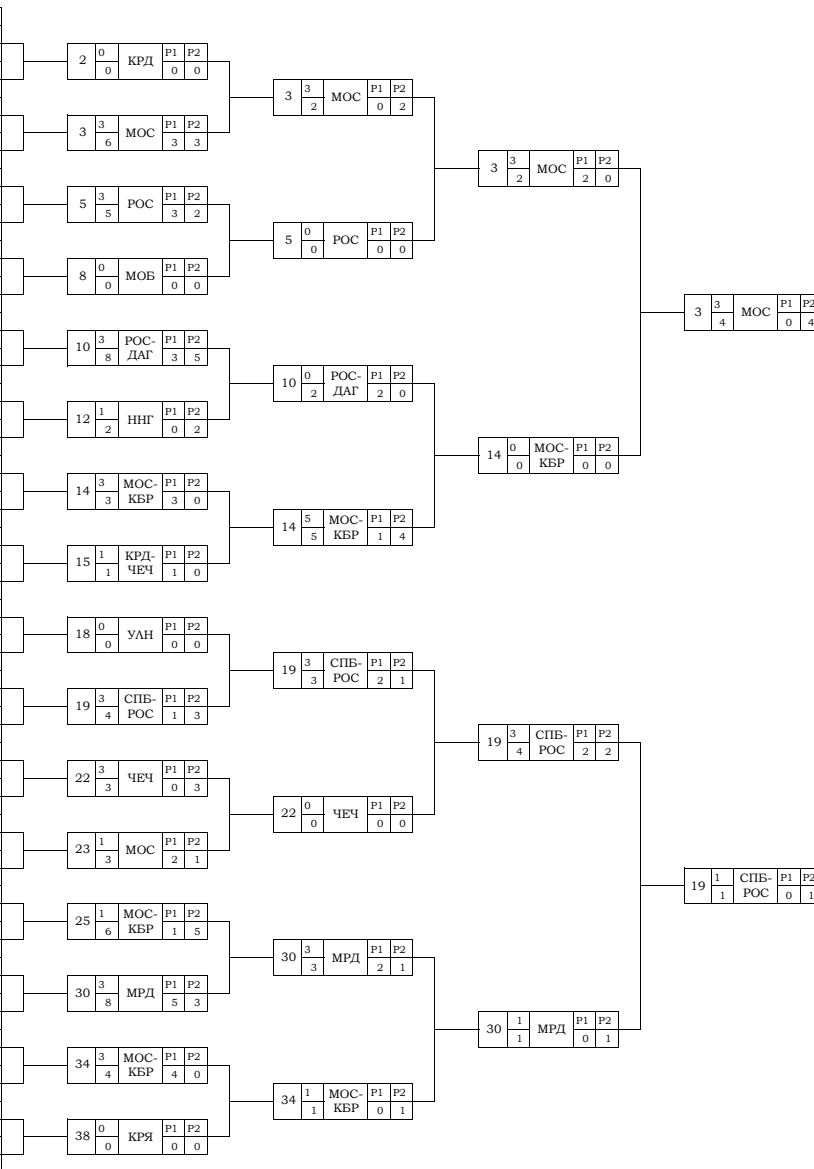 2 0 КРД P1 P2
0 0 0
3 3 МОС P1 P2
6 3 3
5 3 РОС P1 P2
5 3 2
8 0 МОБ P1 P2
0 0 0
10 3 РОС- P1 P2
8 ДАГ 3 5
12 1 ННГ P1 P2
2 0 2
14 3 МОС- P1 P2
3 КБР 3 0
15 1 КРД- P1 P2
1 ЧЕЧ 1 0
18 0 УЛН P1 P2
0 0 0
19 3 СПБ- P1 P2
4 РОС 1 3
22 3 ЧЕЧ P1 P2
3 0 3
23 1 МОС P1 P2
3 2 1
25 1 МОС- P1 P2
6 КБР 1 5
30 3 МРД P1 P2
8 5 3
34 3 МОС- P1 P2
4 КБР 4 0
38 0 КРЯ P1 P2
0 0 0
3 3 МОС P1 P2
2 0 2
5 0 РОС P1 P2
0 0 0
10 0 РОС- P1 P2
2 ДАГ 2 0
14 5 МОС- P1 P2
5 КБР 1 4
19 3 СПБ- P1 P2
3 РОС 2 1
22 0 ЧЕЧ P1 P2
0 0 0
30 3 МРД P1 P2
3 2 1
34 1 МОС- P1 P2
1 КБР 0 1
3 3 МОС P1 P2
2 2 0
14 0 МОС- P1 P2
0 КБР 0 0
19 3 СПБ- P1 P2
4 РОС 2 2
30 1 МРД P1 P2
1 0 1
3 3 МОС P1 P2
4 0 4
19 1 СПБ- P1 P2
1 РОС 0 1